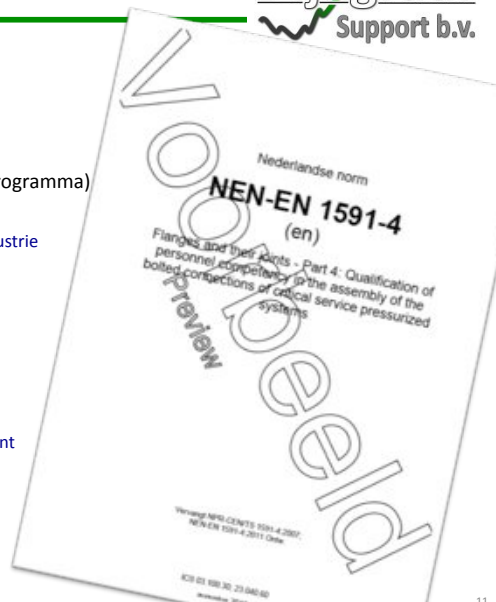 Support b.v.
rogramma)
ustrie
nt
Nederlandse norm
NEN-EN 1591-4
(en)
Flanges and their joints - Part 4: Qualification of
personnel competency in the assembly of the
bolted connections of critical service pressurized
systems
Voorbeeld
Preview
Vervangt NPR-CEN/TS 1591-4:2007;
NEN-EN 1591-4:2011 Ontw.
ICS 03.100.30; 23.040.60
11